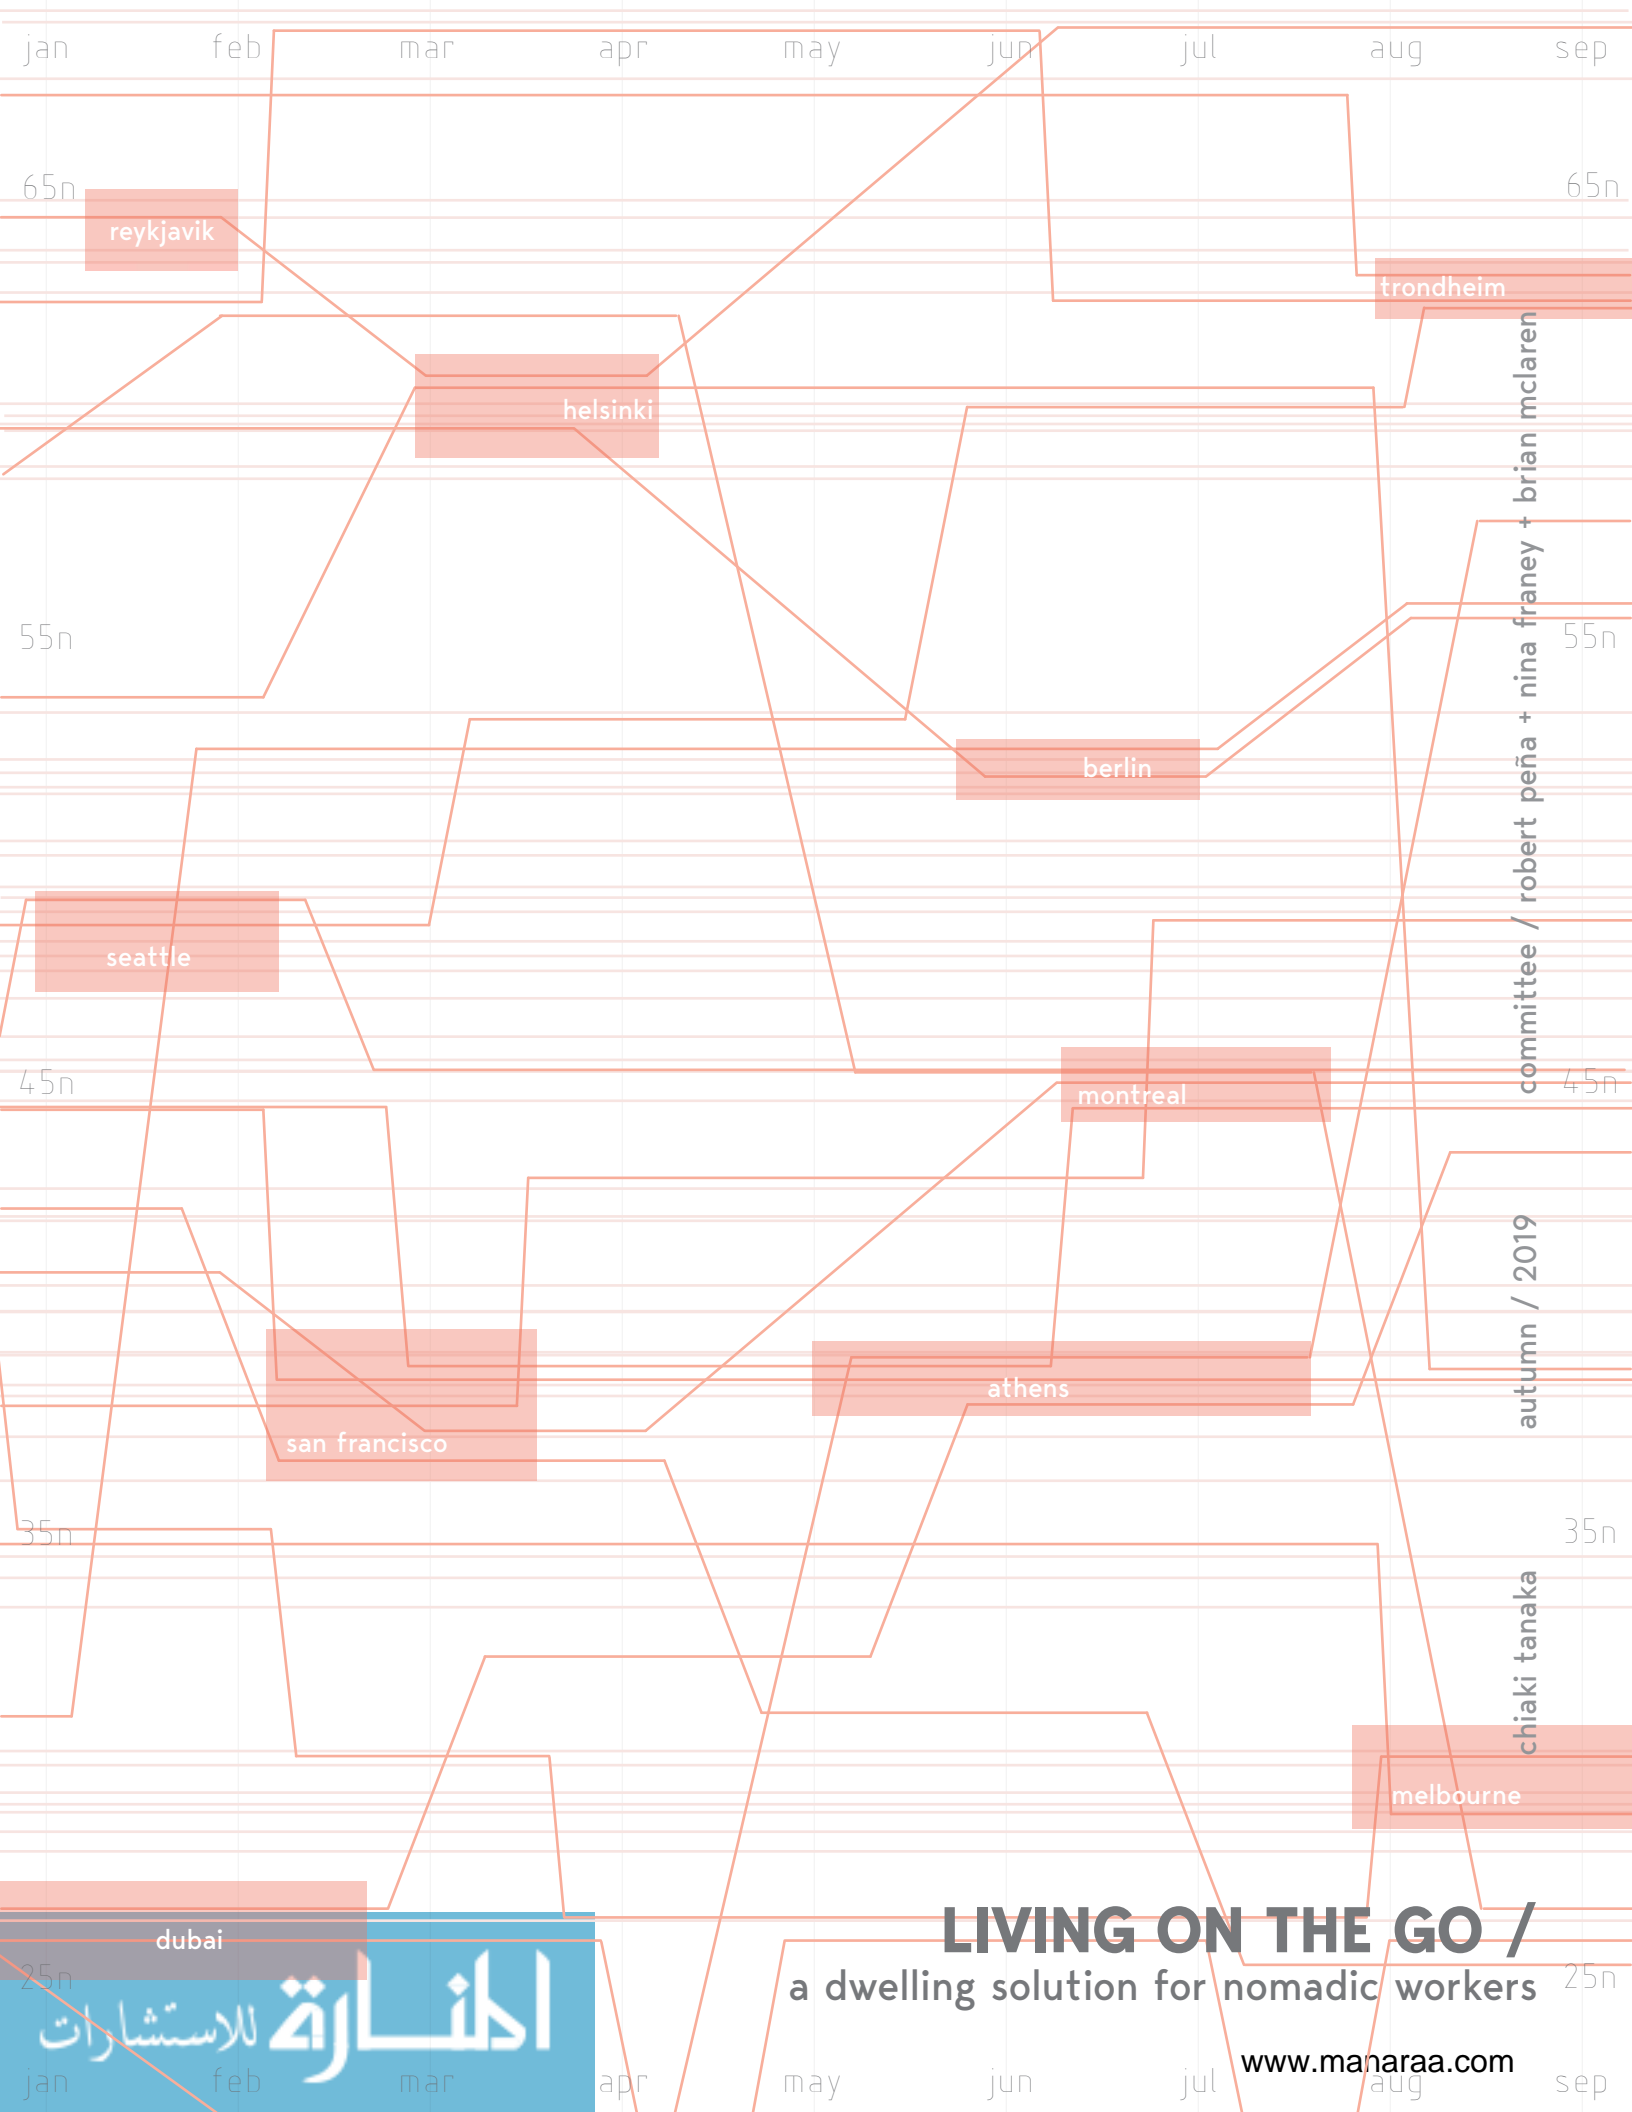 jan feb mar apr may jun jul aug sep
65n 65n
reykjavik
trondheim
helsinki
committee / robert peña + nina franey + brian mclaren
55n 55n
berlin
seattle
45n 45n
montreal
autumn / 2019
athens
san francisco
35n 35n
chiaki tanaka
melbourne
dubai
LIVING ON THE GO /
a dwelling solution for nomadic workers
25n 25n
المنارة للاستشارات
www.manaraa.com
jan feb mar apr may jun jul aug sep